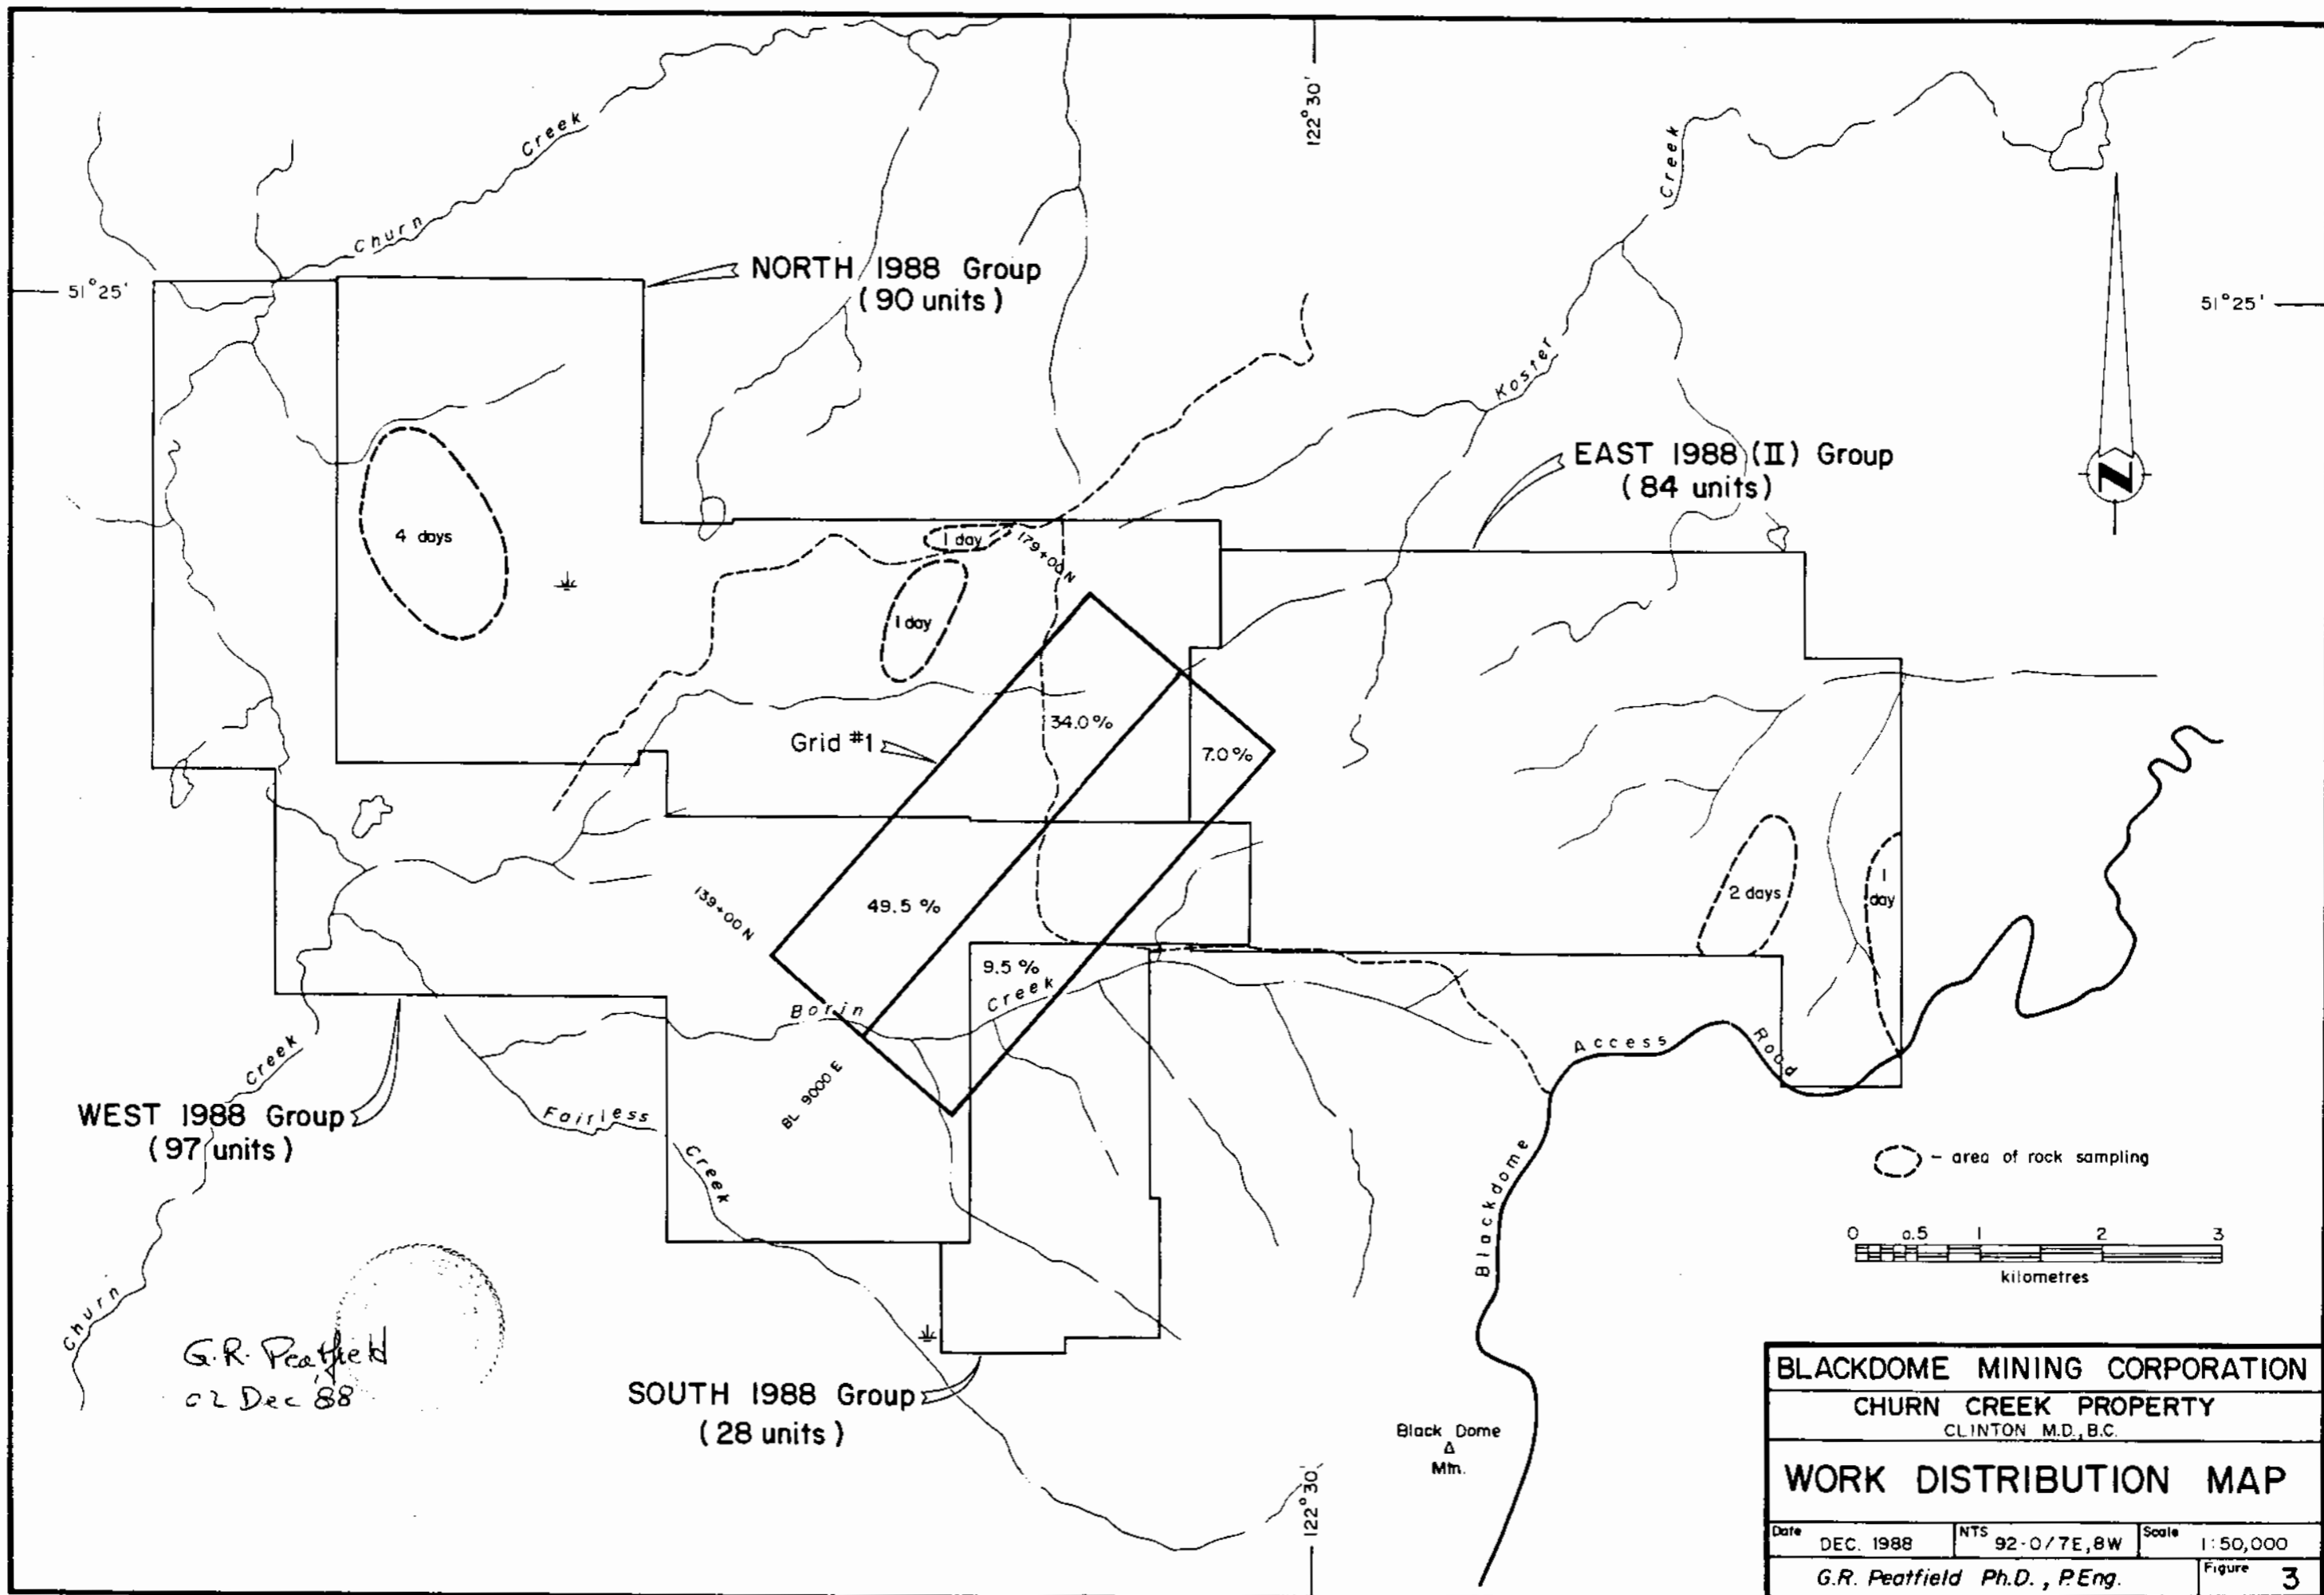 122°30'
Churn Creek
Koster Creek
NORTH 1988 Group
(90 units)
51°25'
51°25'
EAST 1988 (II) Group
(84 units)
N
4 days
1 day
179+00 N
1 day
34.0 %
Grid #1
7.0 %
139+00 N
49.5 %
2 days
1
day
9.5 %
Borin Creek
BL 9000 E
Creek
Access Road
WEST 1988 Group
(97 units)
Fairless
Creek
- area of rock sampling
Blackdome
0 0.5 1 2 3
kilometres
Churn
G.R. Peatfield
02 Dec '88
SOUTH 1988 Group
(28 units)
Black Dome
Δ
Mtn.
122°30'
BLACKDOME MINING CORPORATION
CHURN CREEK PROPERTY
CLINTON M.D., B.C.
WORK DISTRIBUTION MAP
Date DEC. 1988 NTS 92-O/7E,8W Scale 1:50,000
G.R. Peatfield Ph.D., P.Eng. Figure 3